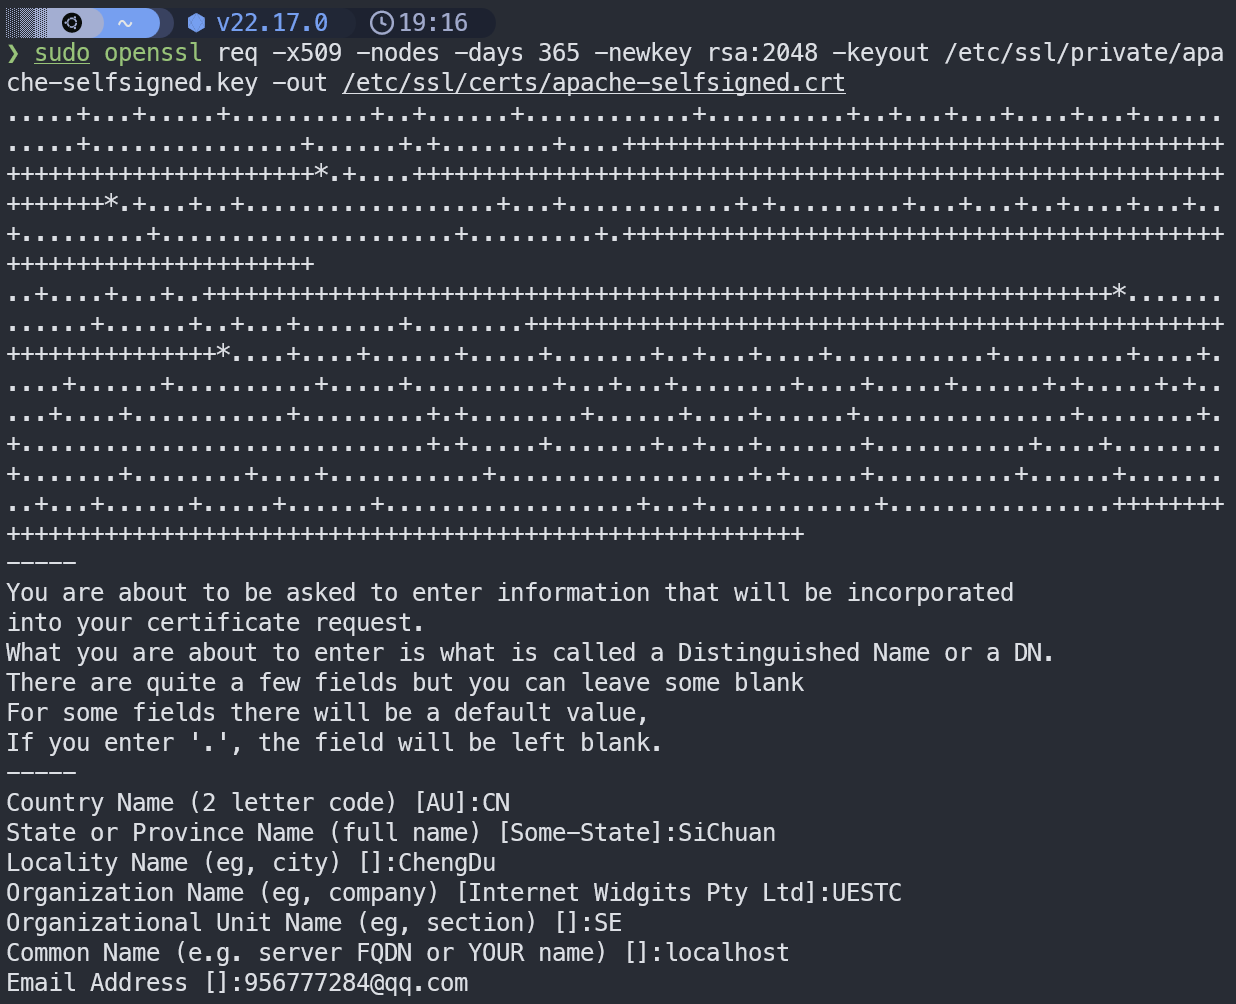 ~ v22.17.0 19:16
❯ sudo openssl req -x509 -nodes -days 365 -newkey rsa:2048 -keyout /etc/ssl/private/apa
che-selfsigned.key -out /etc/ssl/certs/apache-selfsigned.crt
-----
You are about to be asked to enter information that will be incorporated
into your certificate request.
What you are about to enter is what is called a Distinguished Name or a DN.
There are quite a few fields but you can leave some blank
For some fields there will be a default value,
If you enter '.', the field will be left blank.
-----
Country Name (2 letter code) [AU]:CN
State or Province Name (full name) [Some-State]:SiChuan
Locality Name (eg, city) []:ChengDu
Organization Name (eg, company) [Internet Widgits Pty Ltd]:UESTC
Organizational Unit Name (eg, section) []:SE
Common Name (e.g. server FQDN or YOUR name) []:localhost
Email Address []:956777284@qq.com